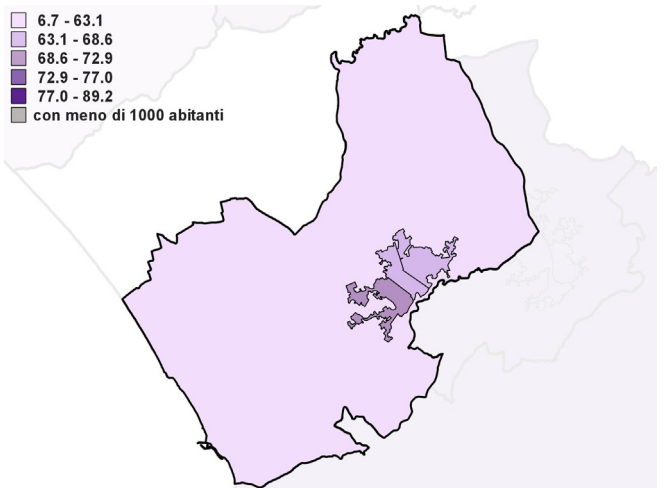 6.7 - 63.1
63.1 - 68.6
68.6 - 72.9
72.9 - 77.0
77.0 - 89.2
con meno di 1000 abitanti